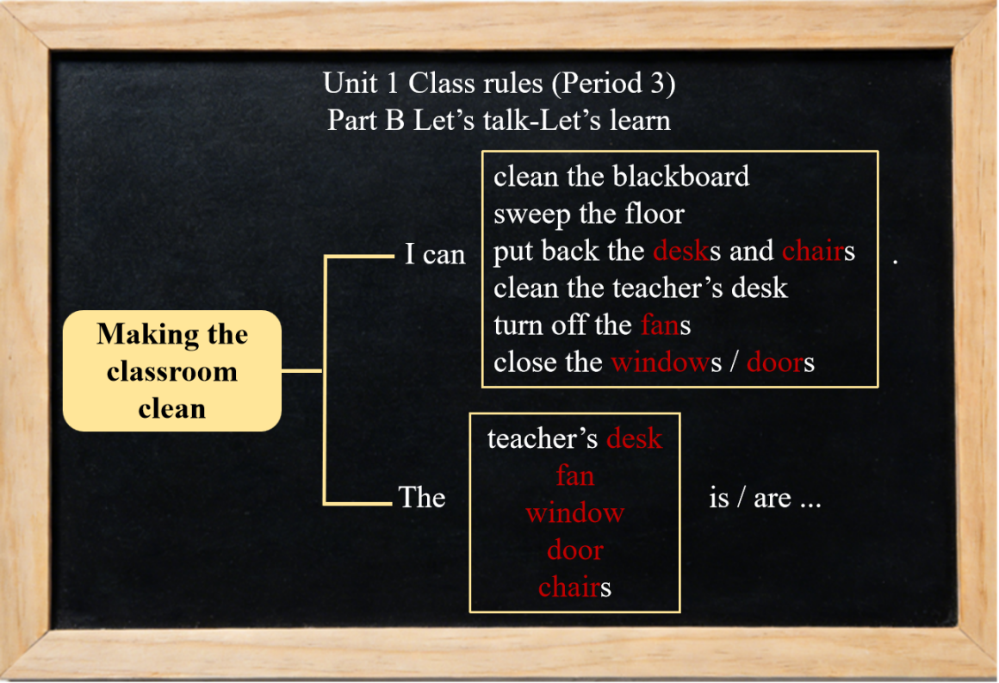 Unit 1 Class rules (Period 3)
Part B Let’s talk-Let’s learn
Making the
classroom
clean
I can
clean the blackboard
sweep the floor
put back the desks and chairs
clean the teacher’s desk
turn off the fans
close the windows / doors
.
The
teacher’s desk
fan
window
door
chairs
is / are ...